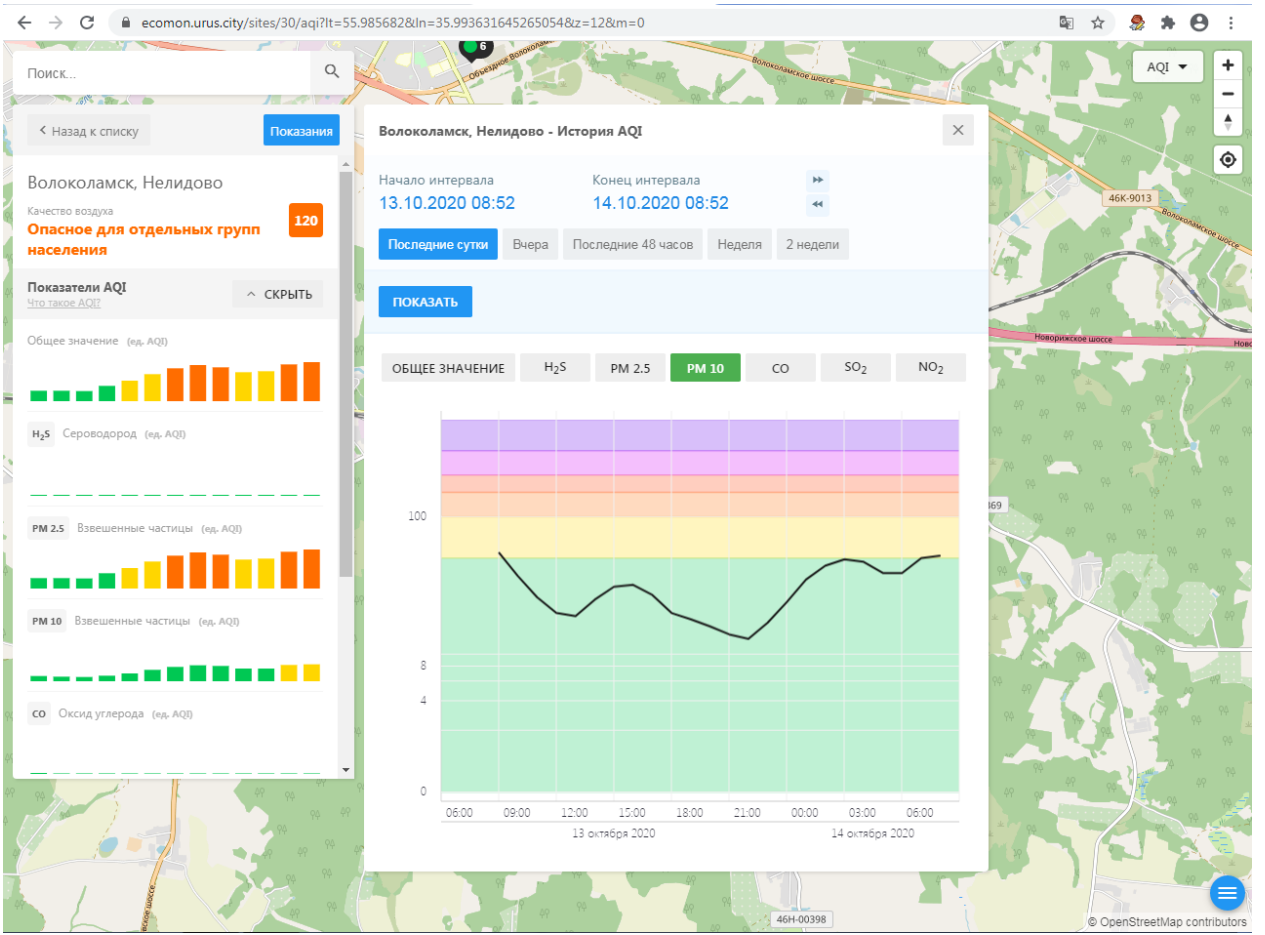 ecomon.urus.city/sites/30/aqi?lt=55.985682&ln=35.993631645265054&z=12&m=0
6
Объездное Волоколамск
Волоколамское шоссе
Поиск...
AQI
+
−
Назад к списку
Показания
Волоколамск, Нелидово
Качество воздуха
Опасное для отдельных групп
населения
120
Показатели AQI
Что такое AQI?
СКРЫТЬ
Общее значение (ед. AQI)
H₂S Сероводород (ед. AQI)
PM 2.5 Взвешенные частицы (ед. AQI)
PM 10 Взвешенные частицы (ед. AQI)
CO Оксид углерода (ед. AQI)
Волоколамск, Нелидово - История AQI
Начало интервала
Конец интервала
13.10.2020 08:52
14.10.2020 08:52
Последние сутки
Вчера
Последние 48 часов
Неделя
2 недели
ПОКАЗАТЬ
ОБЩЕЕ ЗНАЧЕНИЕ
H₂S
PM 2.5
PM 10
CO
SO₂
NO₂
100
8
4
0
06:00 09:00 12:00 15:00 18:00 21:00 00:00 03:00 06:00
13 октября 2020
14 октября 2020
46К-9013
Волоколамское шоссе
Новорижское шоссе
Ново
369
46Н-00398
© OpenStreetMap contributors